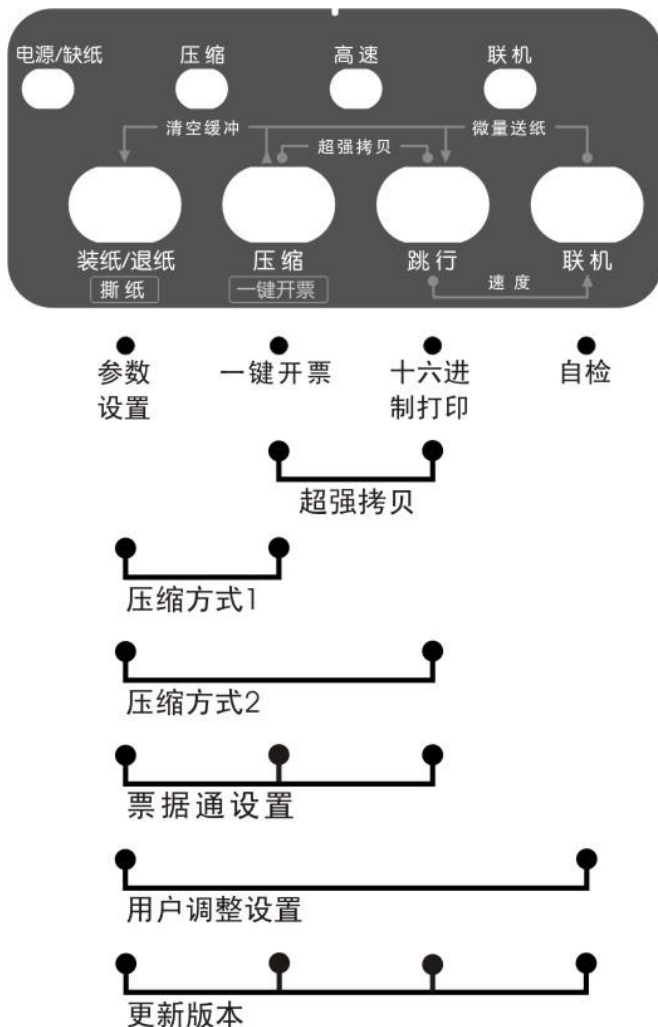 电源/缺纸 压缩 高速 联机
清空缓冲 微量送纸
超强拷贝
装纸/退纸 压缩 跳行 联机
撕纸 一键开票 速度
参数 一键开票 十六进 自检
设置 制打印
超强拷贝
压缩方式1
压缩方式2
票据通设置
用户调整设置
更新版本